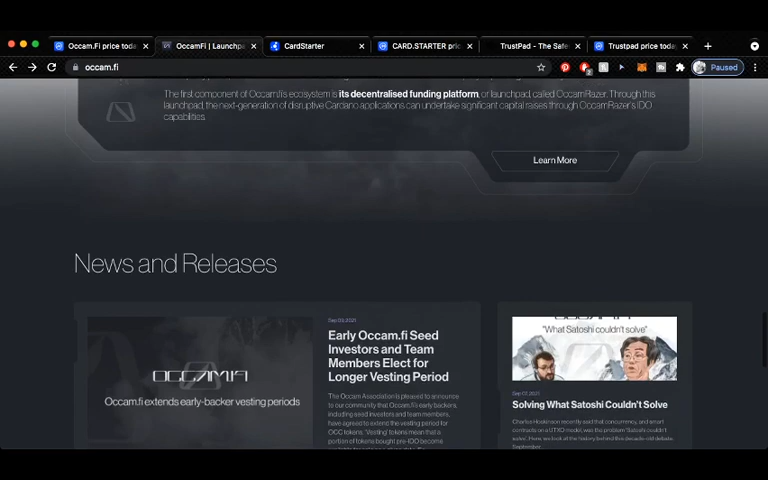 Occam.Fi price toda
OccamFi | Launchpa
CardStarter
CARD.STARTER pric
TrustPad - The Safe
Trustpad price today
occam.fi
Paused
The first component of Occam.fi's ecosystem is its decentralised funding platform, or launchpad, called OccamRazer. Through this
launchpad, the next-generation of disruptive Cardano applications can undertake significant capital raises through OccamRazer's IDO
capabilities.
Learn More
News and Releases
OCCAMFI
Occam.fi extends early-backer vesting periods
Early Occam.fi Seed
Investors and Team
Members Elect for
Longer Vesting Period
The Occam Association is pleased to announce
to our community that Occam.fi's early backers,
including seed investors and team members,
have agreed to extend the vesting period for
OCC tokens. 'Vesting' tokens mean that a
portion of tokens bought pre-IDO become
"What Satoshi couldn't solve"
Solving What Satoshi Couldn't Solve
Charles Hoskinson recently said that concurrency, and smart
contracts on a UTXO model, was the problem "Satoshi couldn't
solve". Here, we look at the history behind this decade-old debate.
September